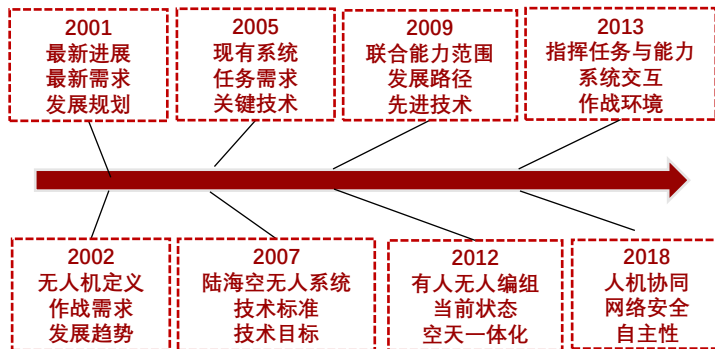 2001
最新进展
最新需求
发展规划
2005
现有系统
任务需求
关键技术
2009
联合能力范围
发展路径
先进技术
2013
指挥任务与能力
系统交互
作战环境
2002
无人机定义
作战需求
发展趋势
2007
陆海空无人系统
技术标准
技术目标
2012
有人无人编组
当前状态
空天一体化
2018
人机协同
网络安全
自主性